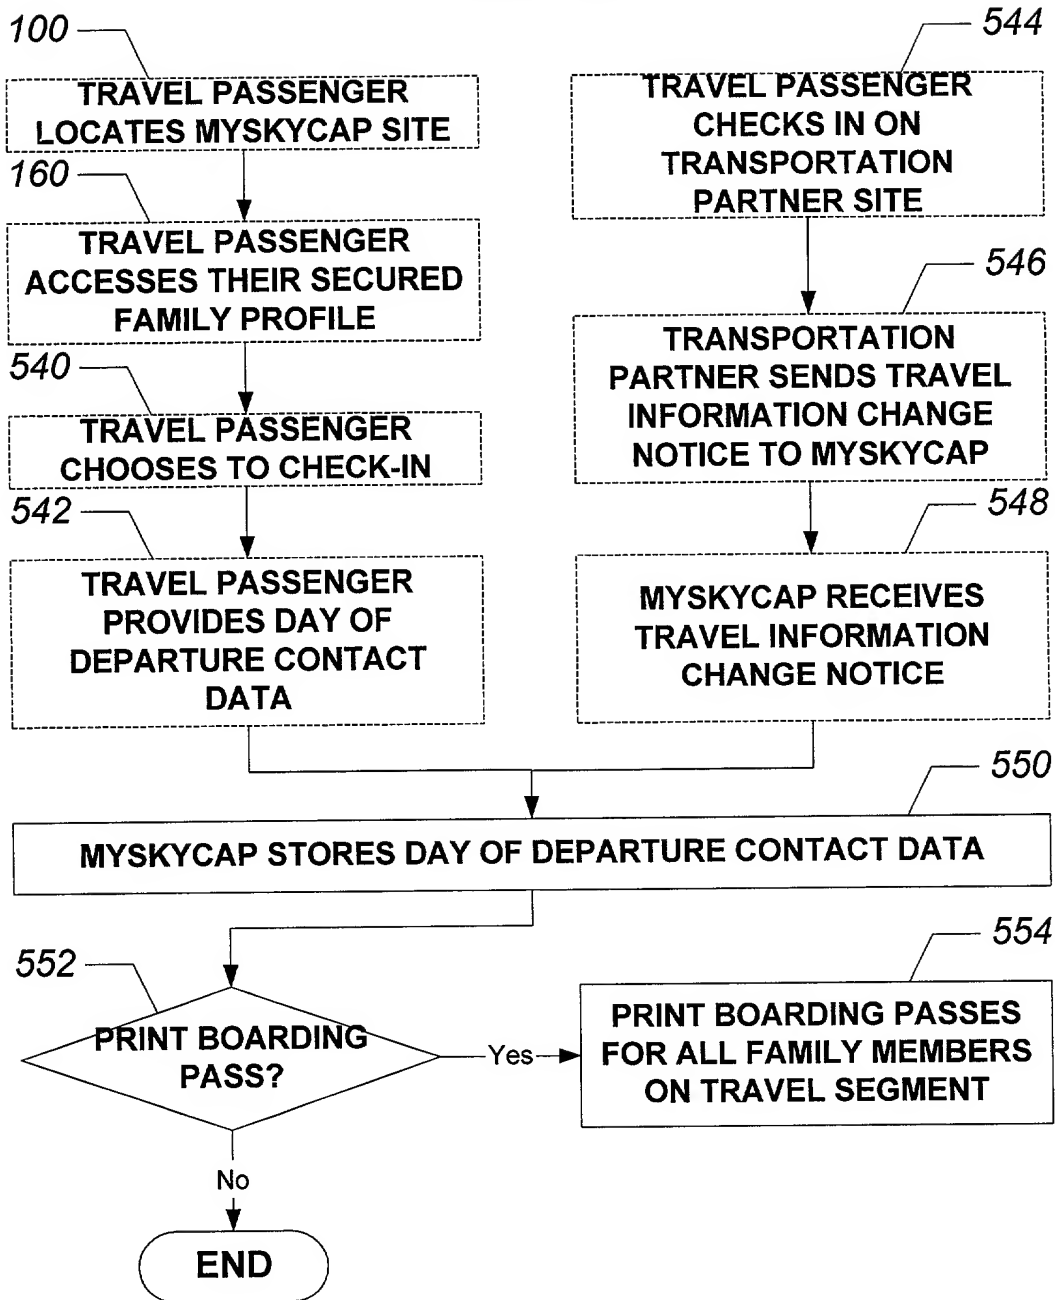 100
TRAVEL PASSENGER
LOCATES MYSKYCAP SITE
160
TRAVEL PASSENGER
ACCESSES THEIR SECURED
FAMILY PROFILE
540
TRAVEL PASSENGER
CHOOSES TO CHECK-IN
542
TRAVEL PASSENGER
PROVIDES DAY OF
DEPARTURE CONTACT
DATA
544
TRAVEL PASSENGER
CHECKS IN ON
TRANSPORTATION
PARTNER SITE
546
TRANSPORTATION
PARTNER SENDS TRAVEL
INFORMATION CHANGE
NOTICE TO MYSKYCAP
548
MYSKYCAP RECEIVES
TRAVEL INFORMATION
CHANGE NOTICE
550
MYSKYCAP STORES DAY OF DEPARTURE CONTACT DATA
552
PRINT BOARDING
PASS?
Yes
554
PRINT BOARDING PASSES
FOR ALL FAMILY MEMBERS
ON TRAVEL SEGMENT
No
END